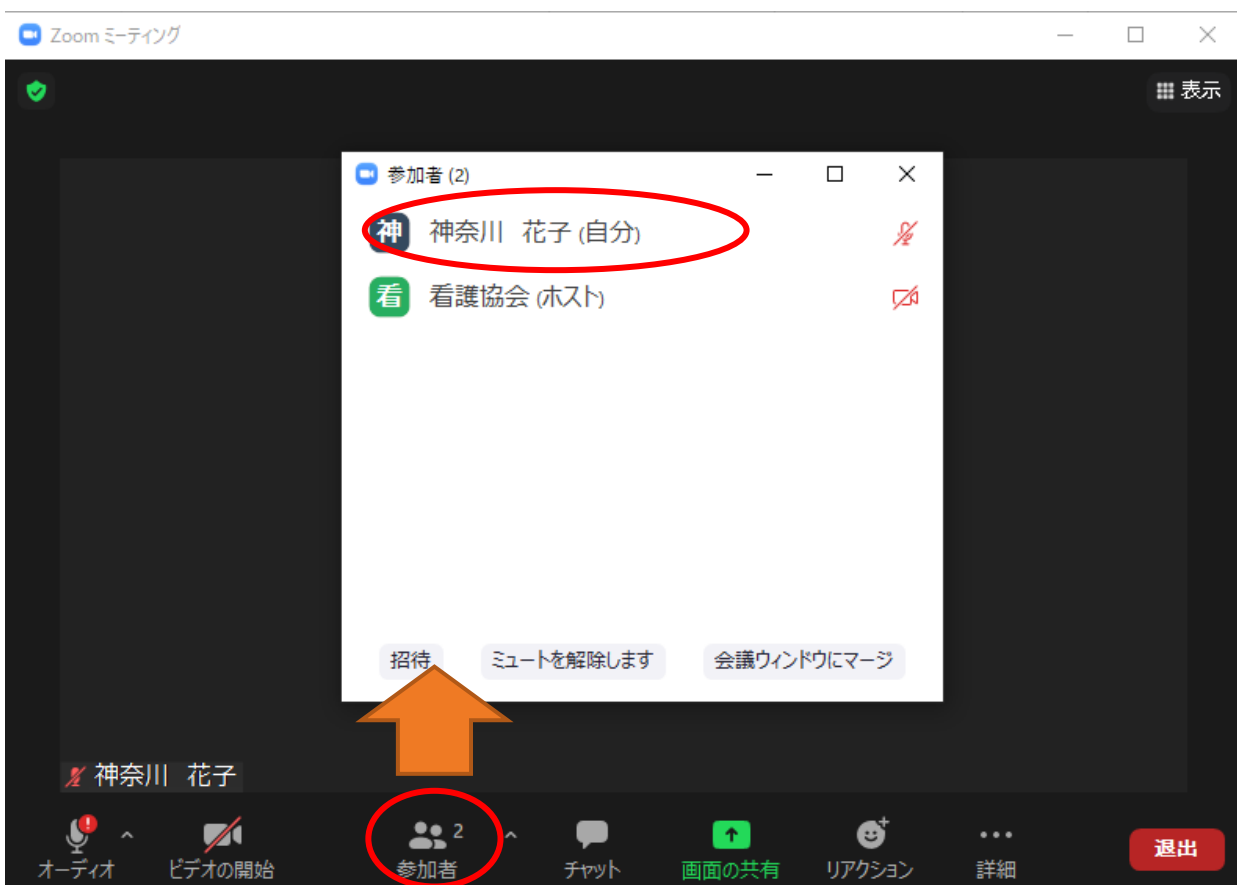 Zoom ミーティング
表示
参加者 (2)
神 神奈川 花子 (自分)
看 看護協会 (ホスト)
招待 ミュートを解除します 会議ウィンドウにマージ
神奈川 花子
2
オーディオ ビデオの開始 参加者 チャット 画面の共有 リアクション 詳細 退出